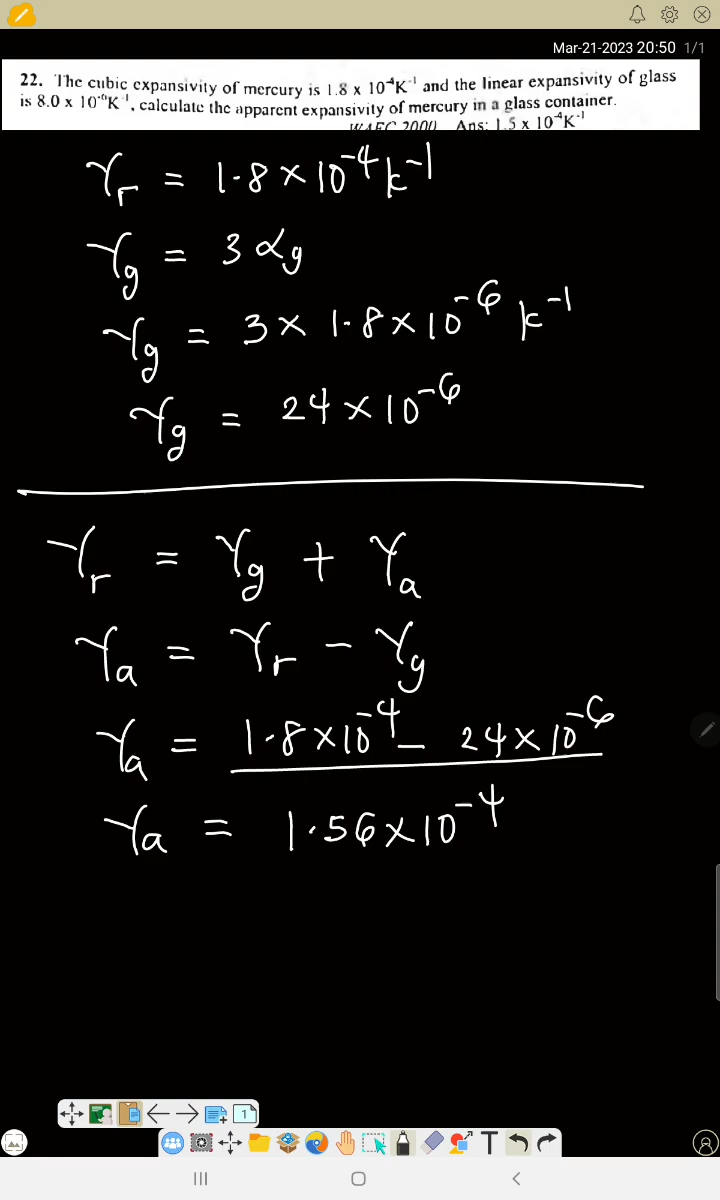 Mar-21-2023 20:50 1/1
22. The cubic expansivity of mercury is 1.8 x 10⁻⁴K⁻¹ and the linear expansivity of glass
is 8.0 x 10⁻⁶K⁻¹, calculate the apparent expansivity of mercury in a glass container.
WAEC 2000 Ans: 1.5 x 10⁻⁴K⁻¹
γr = 1.8 × 10⁻⁴ k⁻¹
γg = 3 αg
γg = 3 × 1.8 × 10⁻⁶ k⁻¹
γg = 24 × 10⁻⁶
γr = γg + γa
γa = γr - γg
γa = 1.8 × 10⁻⁴ - 24 × 10⁻⁶
γa = 1.56 × 10⁻⁴
1
T